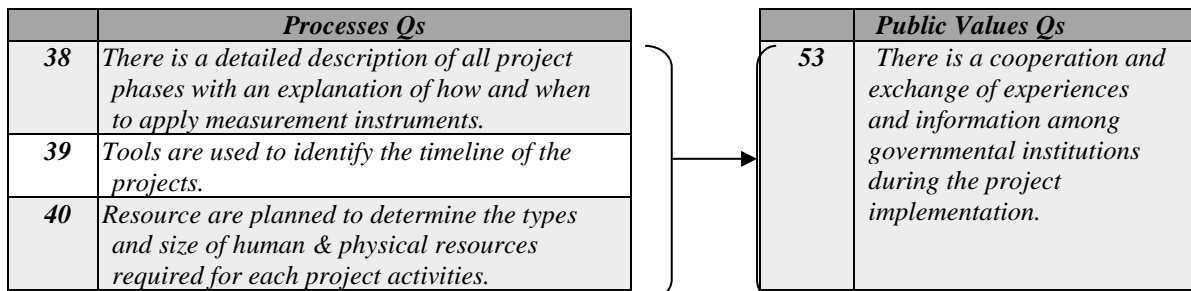 Processes Qs
38 There is a detailed description of all project
phases with an explanation of how and when
to apply measurement instruments.
39 Tools are used to identify the timeline of the
projects.
40 Resource are planned to determine the types
and size of human & physical resources
required for each project activities.
Public Values Qs
53 There is a cooperation and
exchange of experiences
and information among
governmental institutions
during the project
implementation.